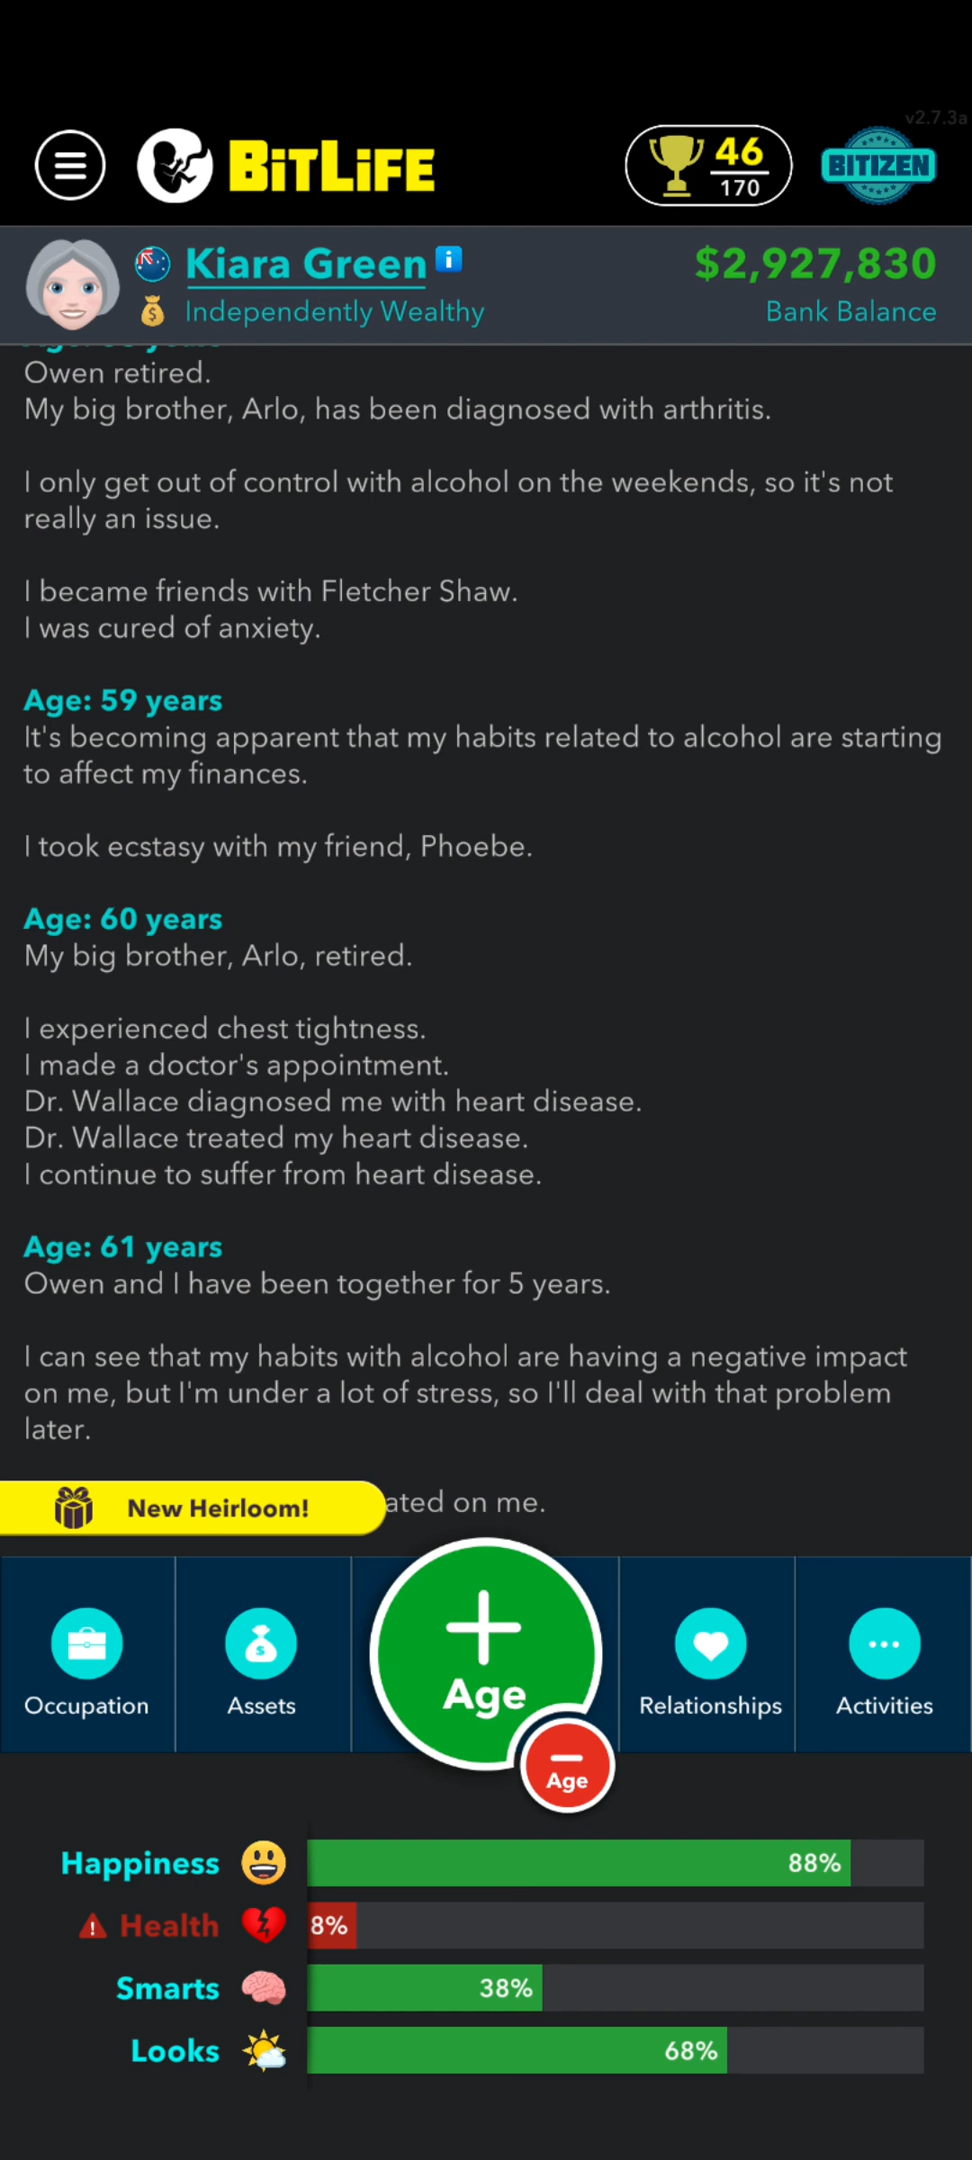 v2.7.3a
BITLIFE
46
170
BITIZEN
Kiara Green
$2,927,830
Independently Wealthy
Bank Balance
Owen retired.
My big brother, Arlo, has been diagnosed with arthritis.
I only get out of control with alcohol on the weekends, so it's not
really an issue.
I became friends with Fletcher Shaw.
I was cured of anxiety.
Age: 59 years
It's becoming apparent that my habits related to alcohol are starting
to affect my finances.
I took ecstasy with my friend, Phoebe.
Age: 60 years
My big brother, Arlo, retired.
I experienced chest tightness.
I made a doctor's appointment.
Dr. Wallace diagnosed me with heart disease.
Dr. Wallace treated my heart disease.
I continue to suffer from heart disease.
Age: 61 years
Owen and I have been together for 5 years.
I can see that my habits with alcohol are having a negative impact
on me, but I'm under a lot of stress, so I'll deal with that problem
later.
New Heirloom!
ated on me.
Occupation
Assets
Age
Age
Relationships
Activities
Happiness
88%
Health
8%
Smarts
38%
Looks
68%